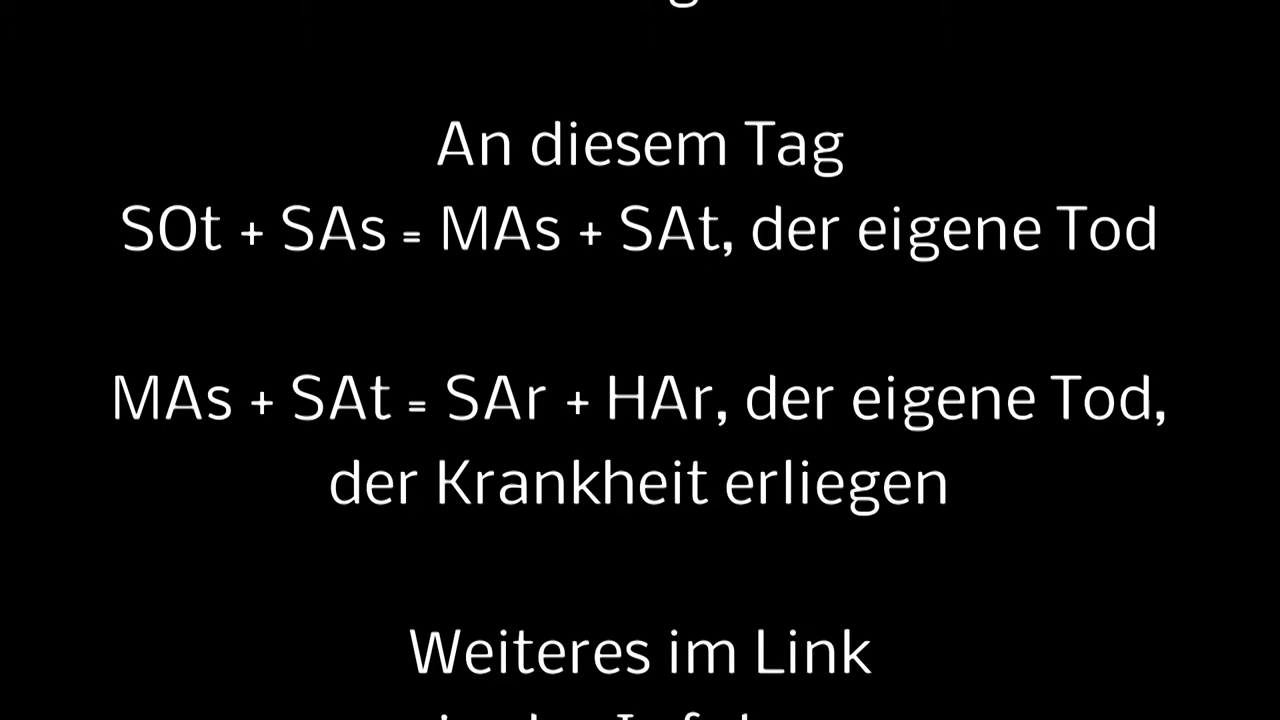 An diesem Tag
SOt + SAs = MAs + SAt, der eigene Tod
MAs + SAt = SAr + HAr, der eigene Tod,
der Krankheit erliegen
Weiteres im Link